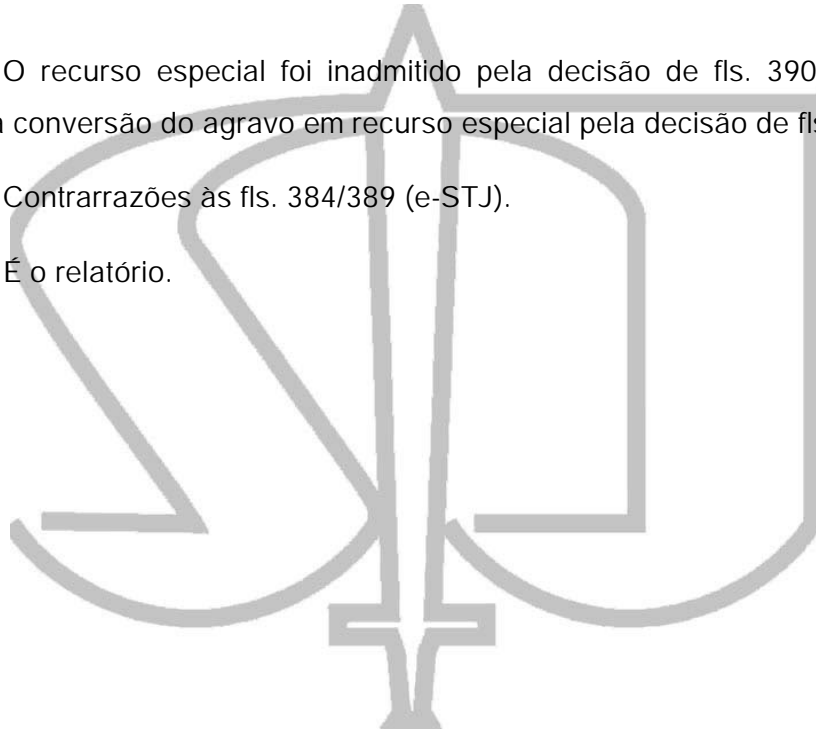 O recurso especial foi inadmitido pela decisão de fls. 390
a conversão do agravo em recurso especial pela decisão de fls
Contrarrazões às fls. 384/389 (e-STJ).
É o relatório.